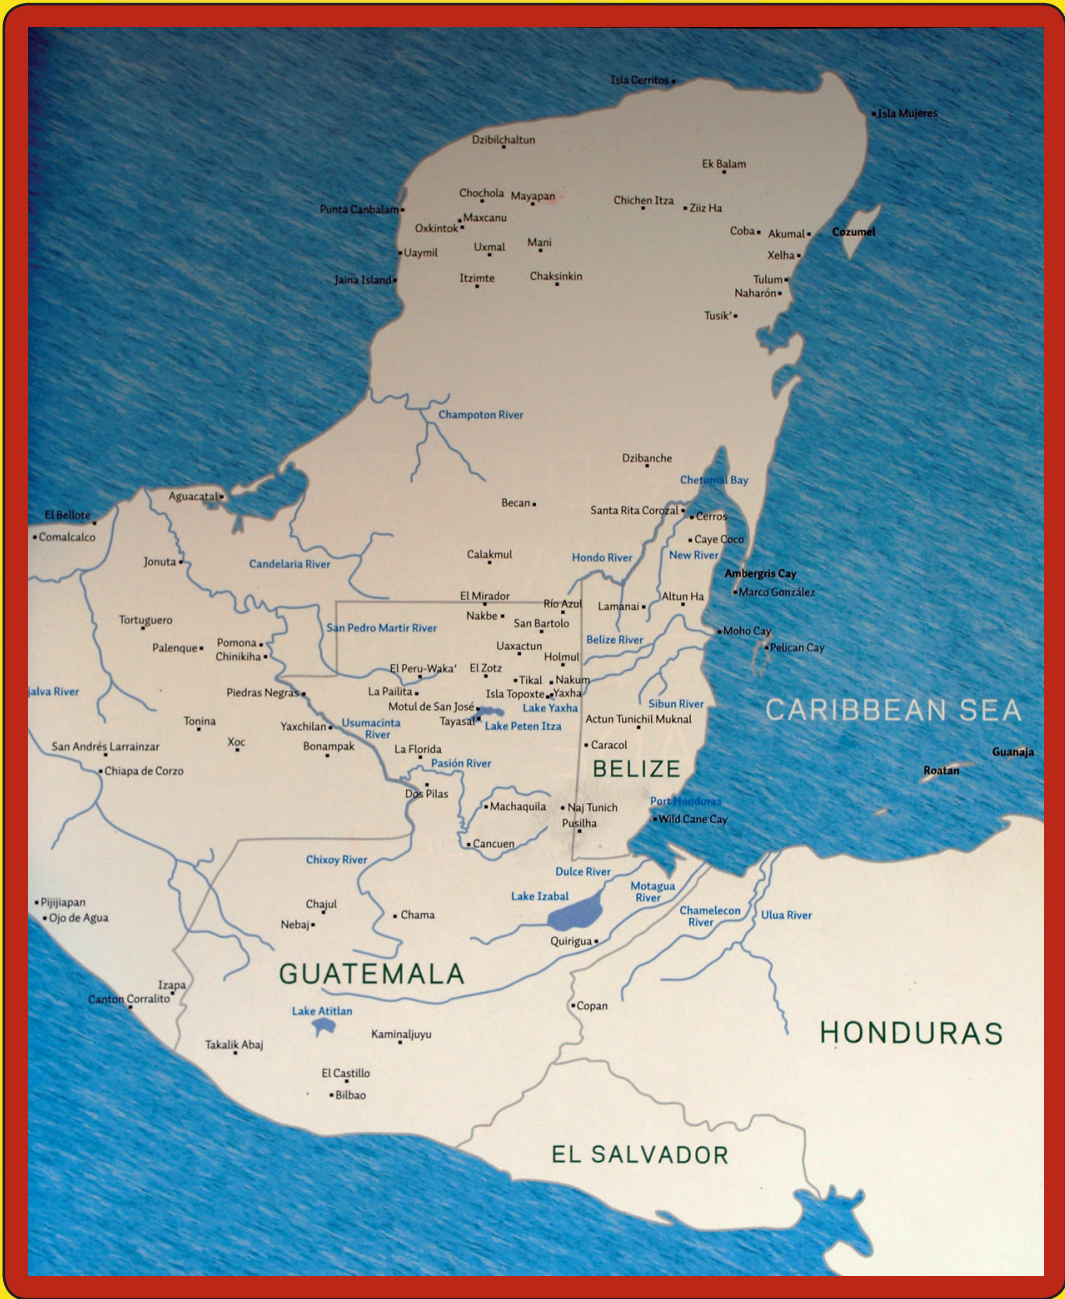 Isla Cerritos
Isla Mujeres
Dzibilchaltun
Ek Balam
Chochola
Mayapan
Chichen Itza
Ziiz Ha
Punta Canbalam
Maxcanu
Oxkintok
Coba
Akumal
Cozumel
Uaymil
Uxmal
Mani
Xelha
Jaina Island
Itzimte
Chaksinkin
Tulum
Naharón
Tusik'
Champoton River
Dzibanche
Chetumal Bay
Aguacatal
Becan
Santa Rita Corozal
El Bellote
Cerros
Comalcalco
Caye Coco
Jonuta
Candelaria River
Calakmul
Hondo River
New River
Ambergris Cay
Marco González
El Mirador
Río Azul
Lamanai
Altun Ha
Nakbe
San Bartolo
Tortuguero
San Pedro Martir River
Belize River
Moho Cay
Palenque
Pomona
Uaxactun
Pelican Cay
Chinikiha
Holmul
El Peru-Waka'
El Zotz
Tikal
Nakum
jalva River
Piedras Negras
La Pailita
Isla Topoxte
Yaxha
Motul de San José
Lake Yaxha
Sibun River
CARIBBEAN SEA
Tonina
Yaxchilan
Usumacinta
River
Tayasal
Lake Peten Itza
Actun Tunichil Muknal
San Andrés Larrainzar
Xoc
Bonampak
La Florida
Caracol
Guanaja
Chiapa de Corzo
Pasión River
BELIZE
Roatan
Dos Pilas
Machaquila
Naj Tunich
Port Honduras
Pusilha
Wild Cane Cay
Cancuen
Chixoy River
Dulce River
Pijijiapan
Ojo de Agua
Chajul
Nebaj
Chama
Lake Izabal
Motagua
River
Chamelecon
River
Ulua River
Quirigua
GUATEMALA
Izapa
Canton Corralito
Lake Atitlan
Copan
Takalik Abaj
Kaminaljuyu
HONDURAS
El Castillo
Bilbao
EL SALVADOR